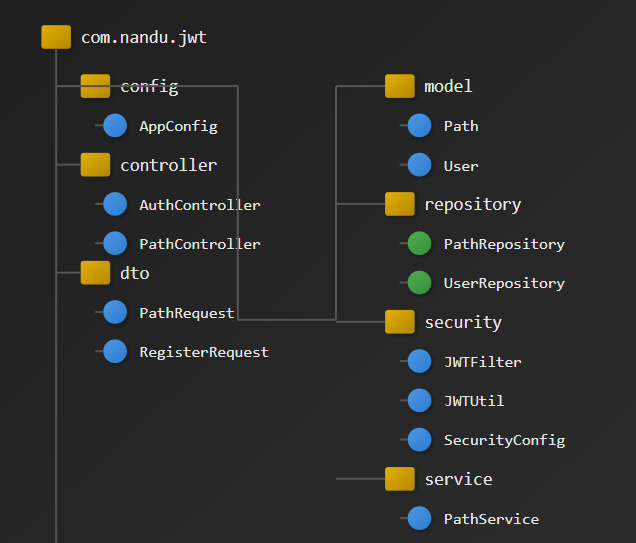 com.nandu.jwt
config
AppConfig
controller
AuthController
PathController
dto
PathRequest
RegisterRequest
model
Path
User
repository
PathRepository
UserRepository
security
JWTFilter
JWTUtil
SecurityConfig
service
PathService